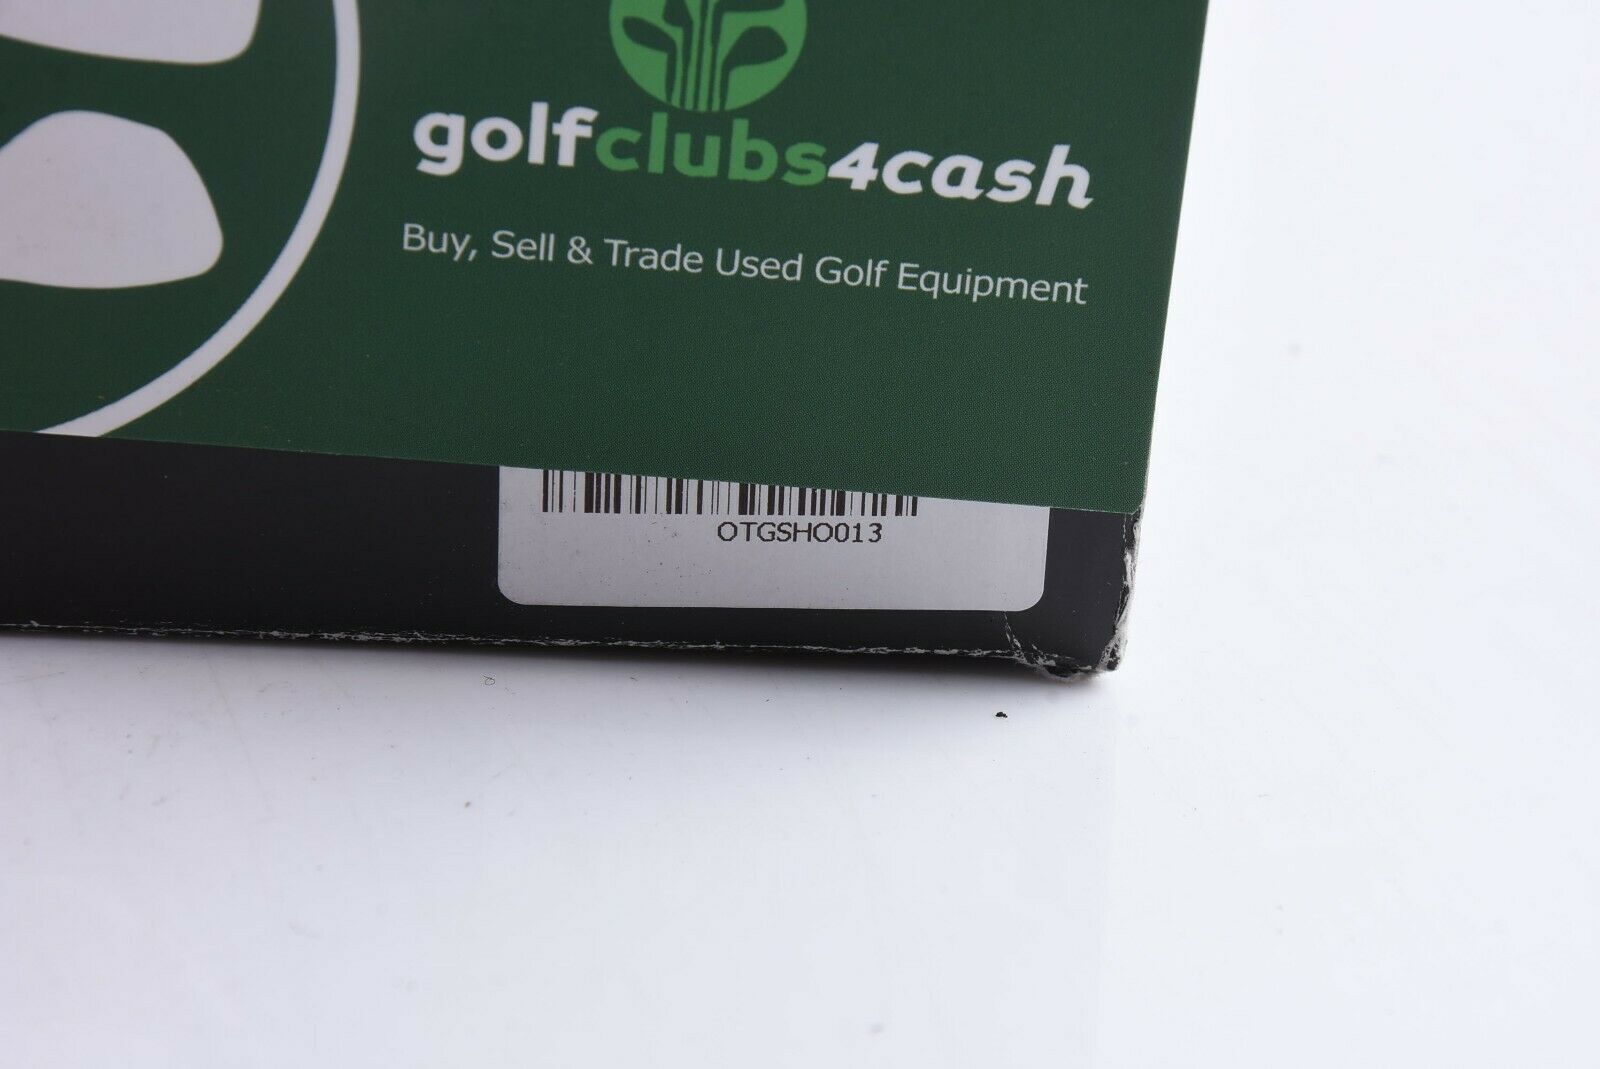 golfclubs4cash
Buy, Sell & Trade Used Golf Equipment
OTGSHO013